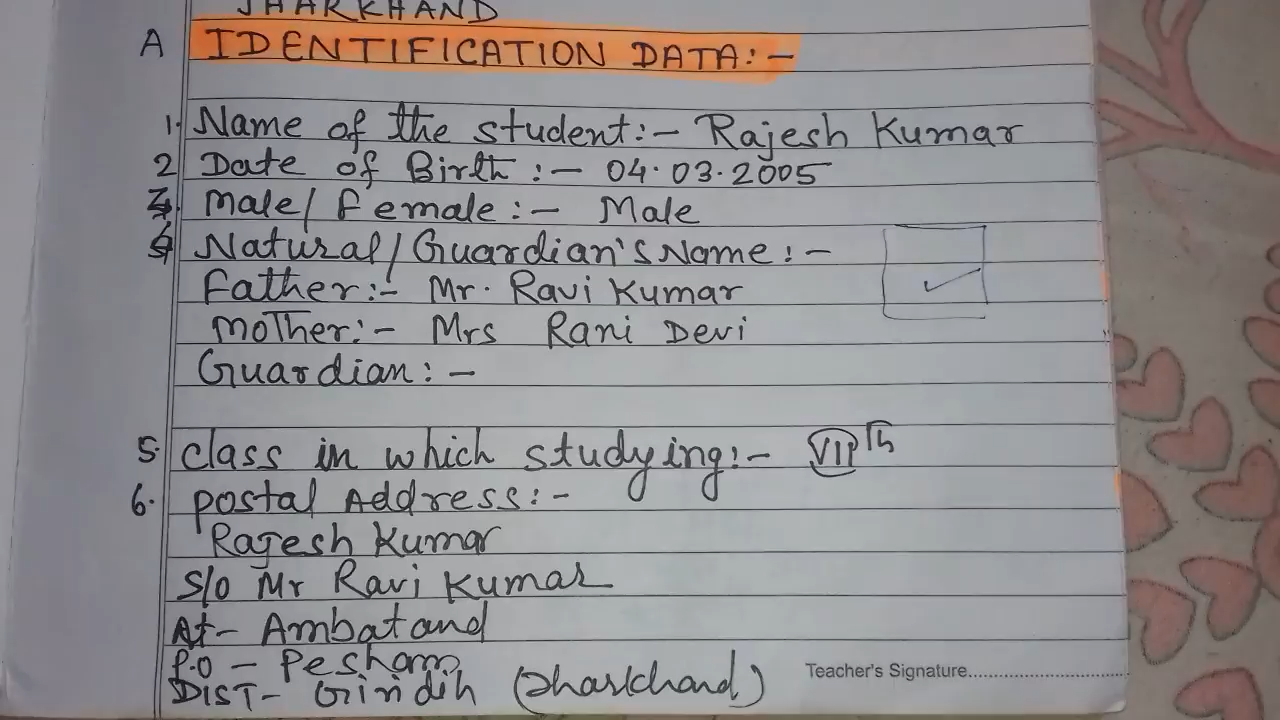 JHARKHAND
A IDENTIFICATION DATA:-
1. Name of the student:- Rajesh Kumar
2 Date of Birth :- 04.03.2005
3. Male/Female:- Male
4 Natural/Guardian's Name:-
Father:- Mr. Ravi Kumar
Mother:- Mrs Rani Devi
Guardian:-
5. Class in which studying:- VIIth
6. Postal Address:-
Rajesh Kumar
S/o Mr Ravi Kumar
At- Ambatand
P.O - Pesham
DIST- Giridih (Jharkhand)
Teacher's Signature